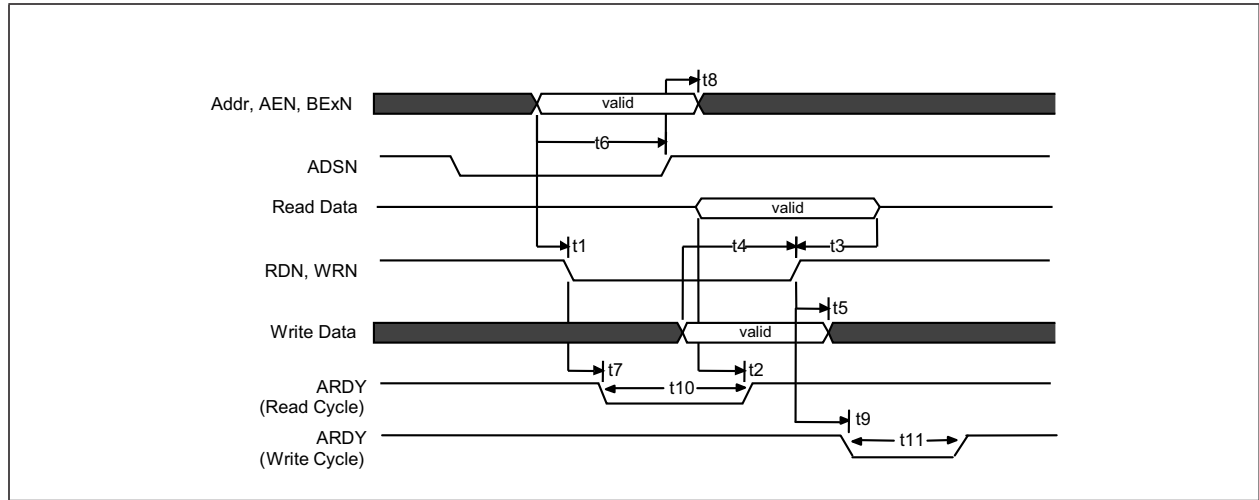 t8
Addr, AEN, BExN
valid
t6
ADSN
Read Data
valid
t1
t4
t3
RDN, WRN
t5
Write Data
valid
t7
t2
ARDY
(Read Cycle)
t10
t9
ARDY
(Write Cycle)
t11